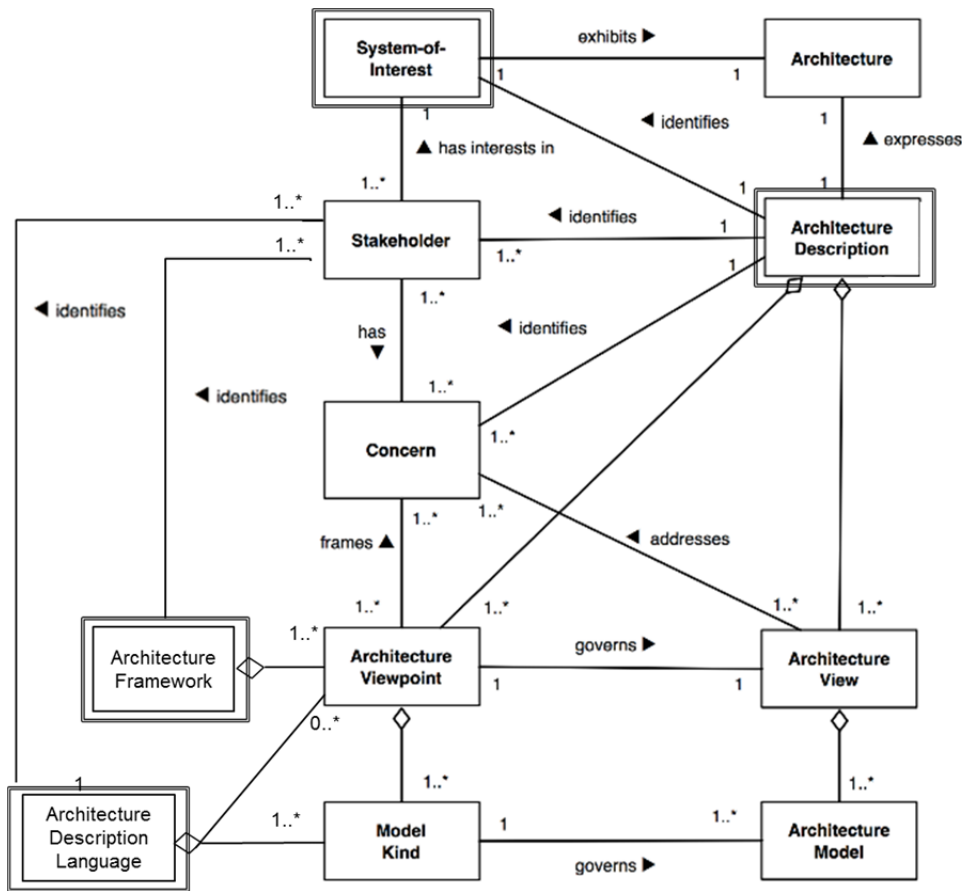 System-of-
Interest
exhibits ►
Architecture
1
1
1
◄ identifies
1
▲ has interests in
▲ expresses
1..*
1..*
1
1
Stakeholder
◄ identifies
1
Architecture
Description
1..*
1..*
1..*
1
◄ identifies
has
▼
◄ identifies
◄ identifies
1..*
1..*
Concern
1..*
1..*
frames ▲
◄ addresses
1..*
1..*
1..*
1..*
1..*
Architecture
Framework
Architecture
Viewpoint
governs ►
Architecture
View
1
1
0..*
1..*
1..*
1
Architecture
Description
Language
1..*
Model
Kind
1
1..*
governs ►
Architecture
Model